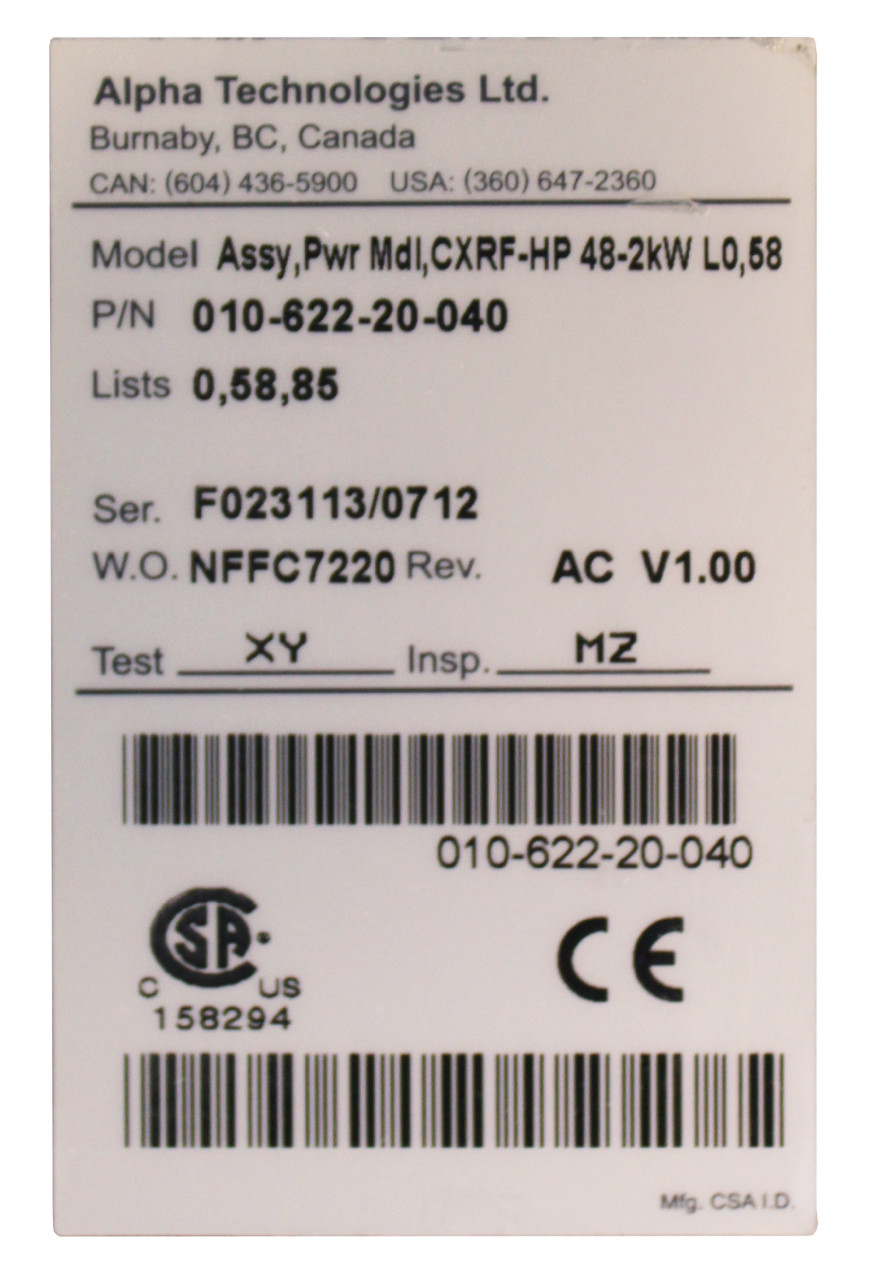 Alpha Technologies Ltd.
Burnaby, BC, Canada
CAN: (604) 436-5900 USA: (360) 647-2360
Model Assy,Pwr Mdl,CXRF-HP 48-2kW L0,58
P/N 010-622-20-040
Lists 0,58,85
Ser. F023113/0712
W.O. NFFC7220 Rev. AC V1.00
Test XY Insp. MZ
010-622-20-040
CSA CE
C US
158294
Mfg. CSA I.D.